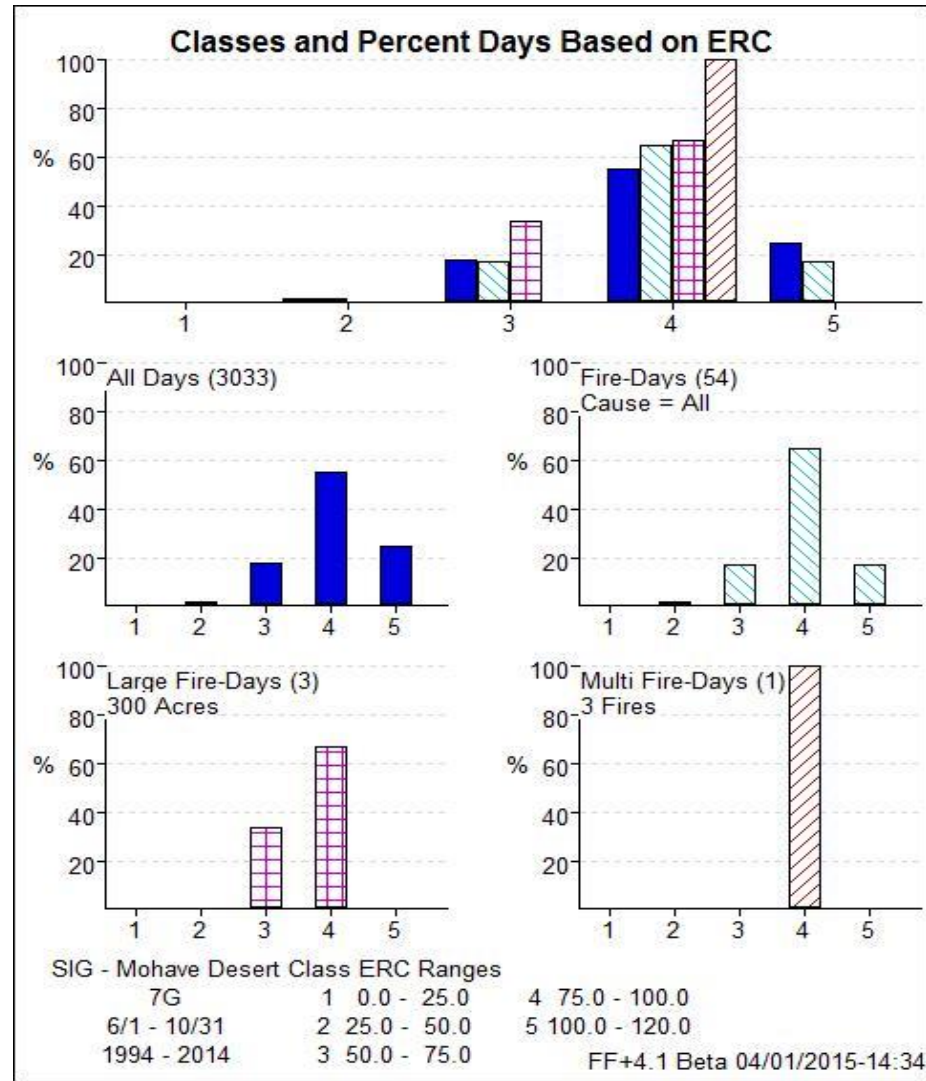 Classes and Percent Days Based on ERC
100
80
% 60
40
20
1 2 3 4 5
100
All Days (3033)
80
% 60
40
20
1 2 3 4 5
100
Fire-Days (54)
Cause = All
80
% 60
40
20
1 2 3 4 5
100
Large Fire-Days (3)
300 Acres
80
% 60
40
20
1 2 3 4 5
100
Multi Fire-Days (1)
3 Fires
80
% 60
40
20
1 2 3 4 5
SIG - Mohave Desert Class ERC Ranges
7G 1 0.0 - 25.0 4 75.0 - 100.0
6/1 - 10/31 2 25.0 - 50.0 5 100.0 - 120.0
1994 - 2014 3 50.0 - 75.0
FF+4.1 Beta 04/01/2015-14:34